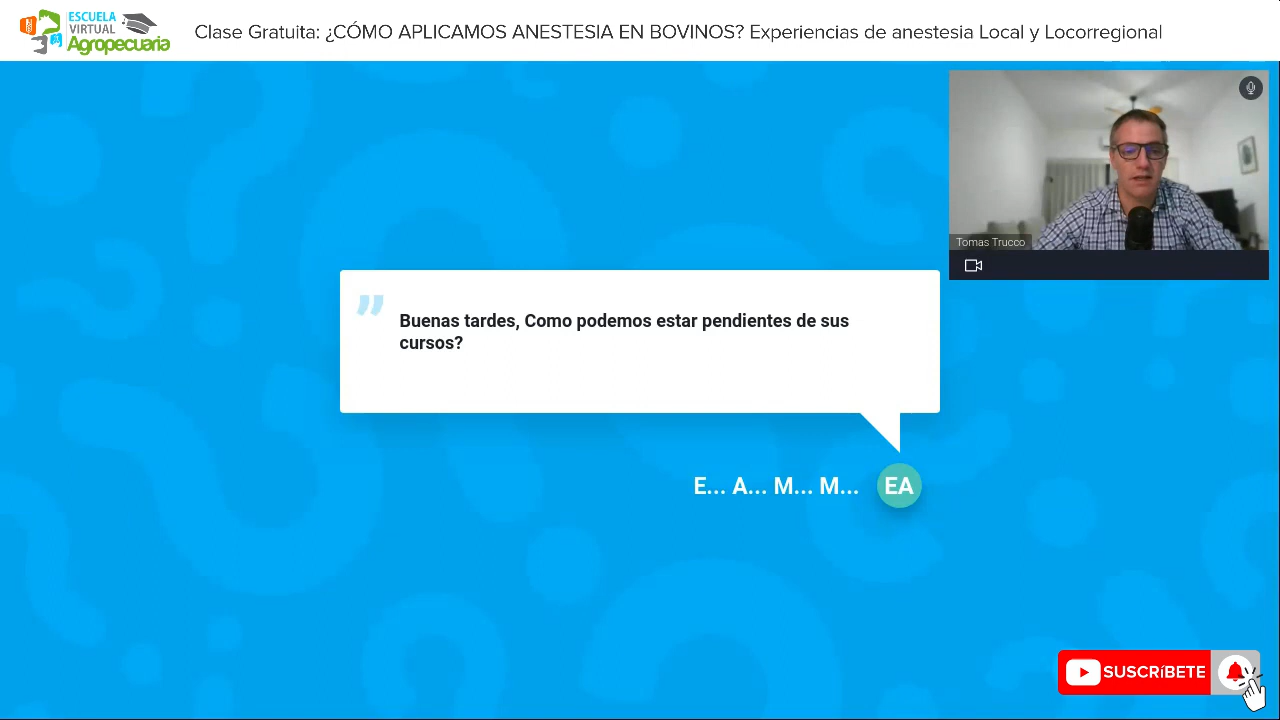 ESCUELA
VIRTUAL
Agropecuaria
Clase Gratuita: ¿CÓMO APLICAMOS ANESTESIA EN BOVINOS? Experiencias de anestesia Local y Locorregional
Tomas Trucco
Buenas tardes, Como podemos estar pendientes de sus
cursos?
E... A... M... M...
EA
SUSCRíBETE